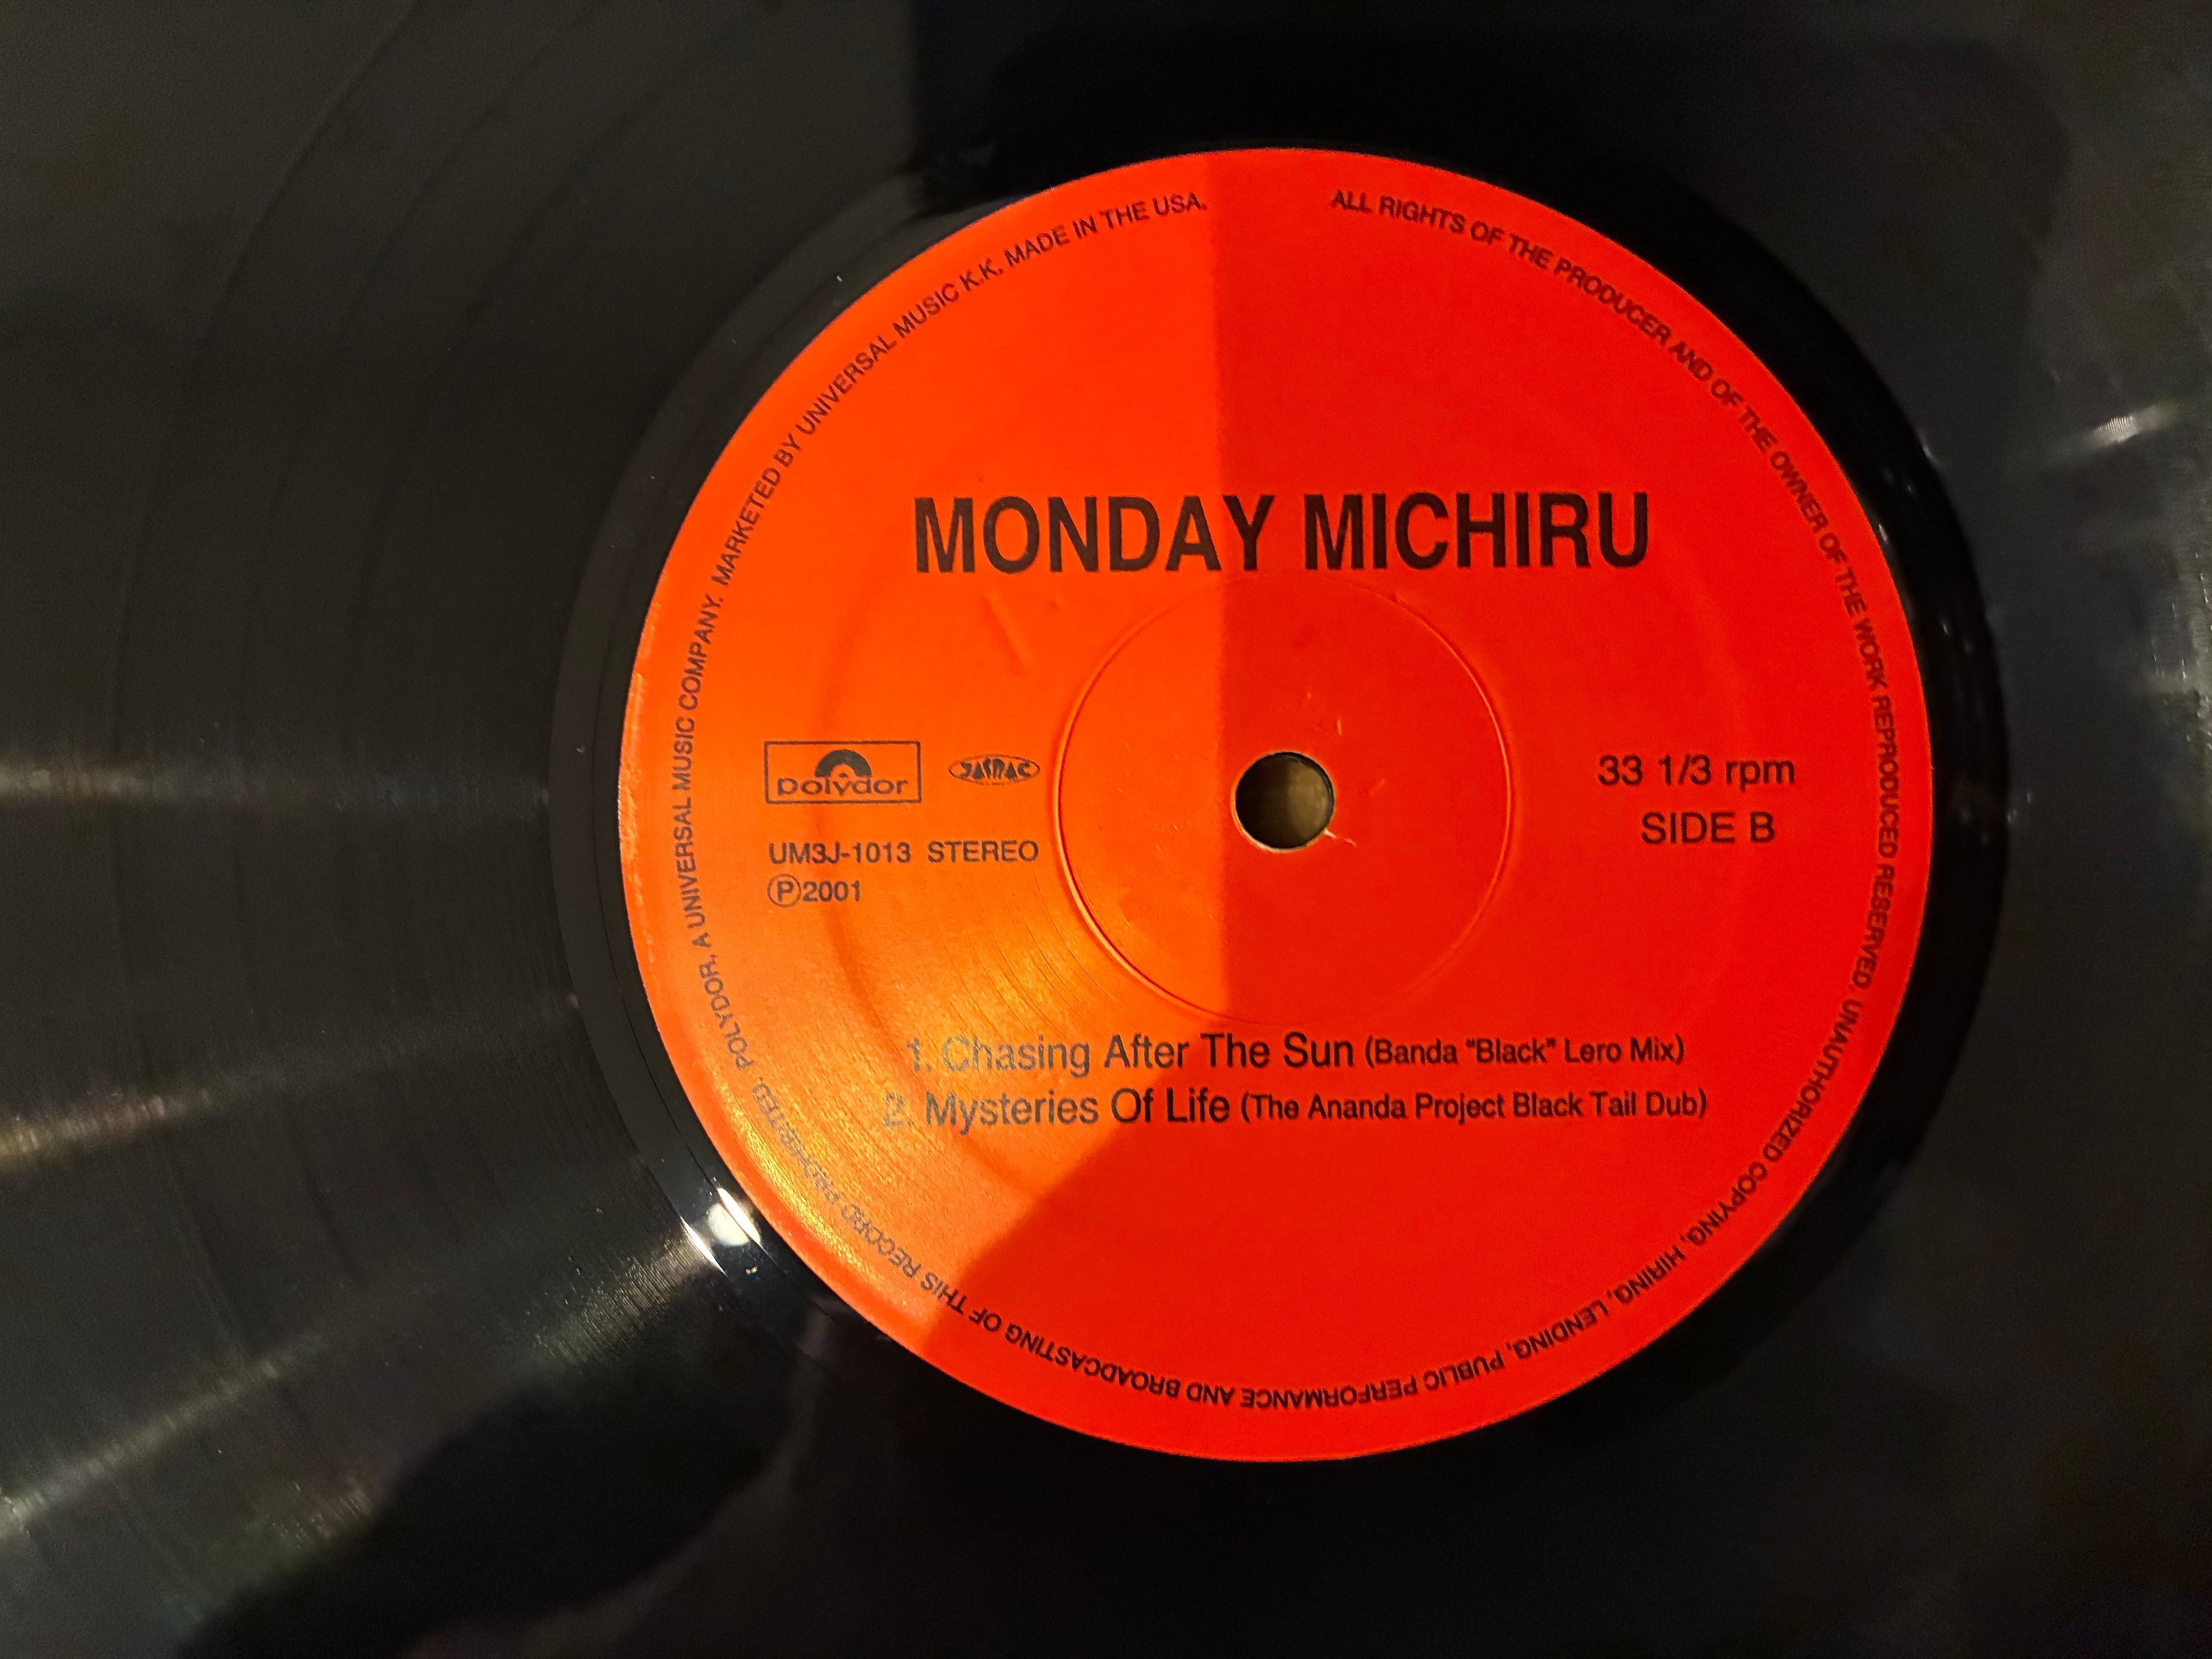 MONDAY MICHIRU
polydor
JASRAC
UM3J-1013 STEREO
Ⓟ2001
33 1/3 rpm
SIDE B
1. Chasing After The Sun (Banda "Black" Lero Mix)
2. Mysteries Of Life (The Ananda Project Black Tail Dub)
ALL RIGHTS OF THE PRODUCER AND OF THE OWNER OF THE WORK REPRODUCED RESERVED. UNAUTHORIZED COPYING, HIRING, LENDING, PUBLIC PERFORMANCE AND BROADCASTING OF THIS RECORD PROHIBITED. POLYDOR, A UNIVERSAL MUSIC COMPANY. MARKETED BY UNIVERSAL MUSIC K.K. MADE IN THE USA.